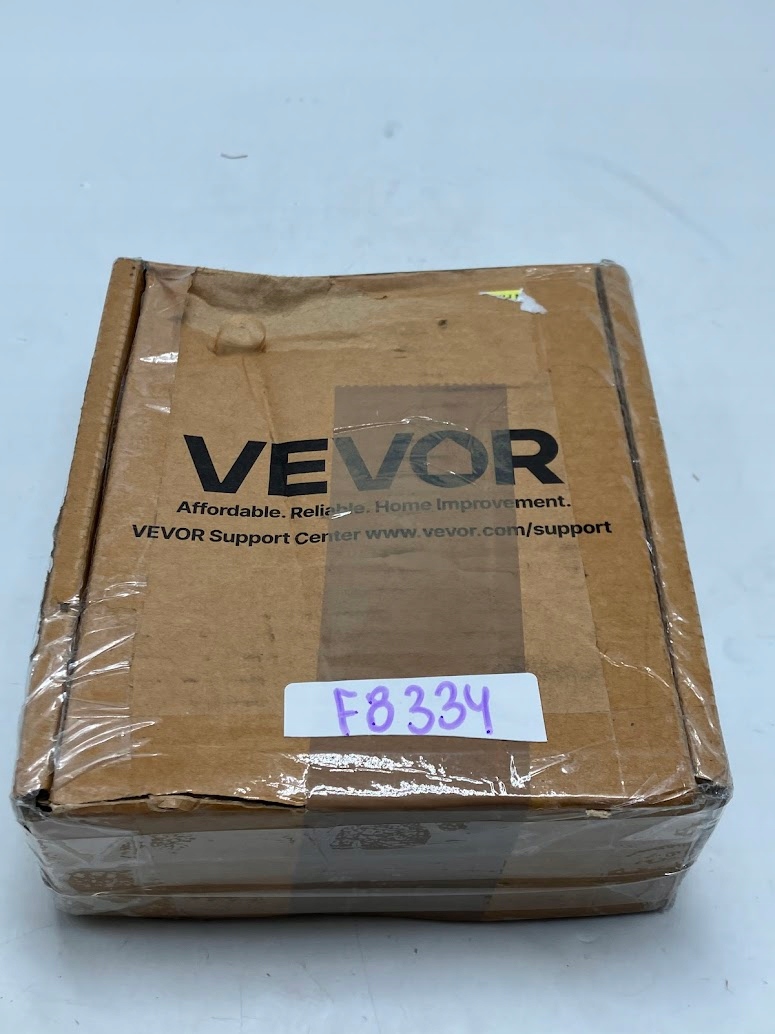 VEVOR
Affordable. Reliable. Home Improvement.
VEVOR Support Center www.vevor.com/support
F8334